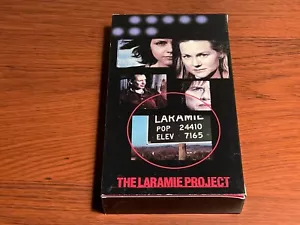 LARAMIE
POP 24410
ELEV 7165
THE LARAMIE PROJECT